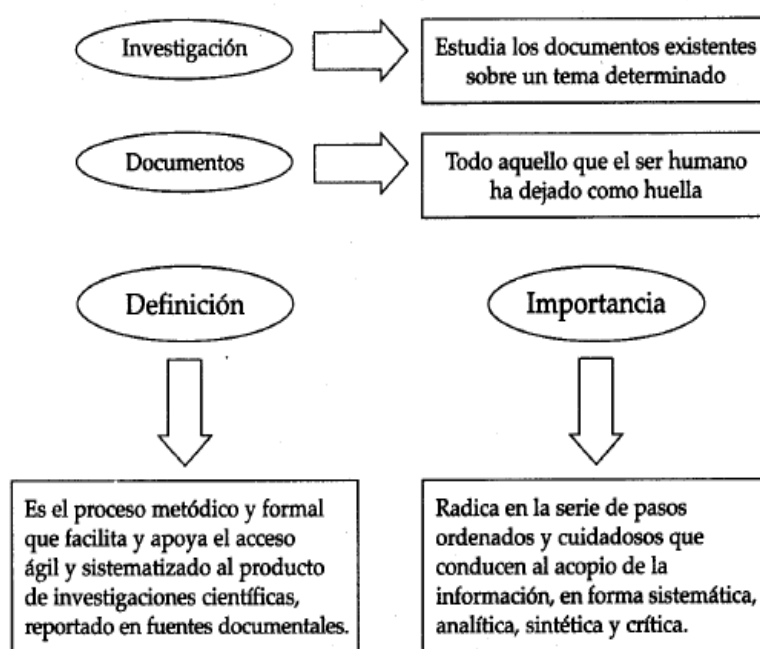 Investigación
Estudia los documentos existentes
sobre un tema determinado
Documentos
Todo aquello que el ser humano
ha dejado como huella
Definición
Importancia
Es el proceso metódico y formal
que facilita y apoya el acceso
ágil y sistematizado al producto
de investigaciones científicas,
reportado en fuentes documentales.
Radica en la serie de pasos
ordenados y cuidadosos que
conducen al acopio de la
información, en forma sistemática,
analítica, sintética y crítica.